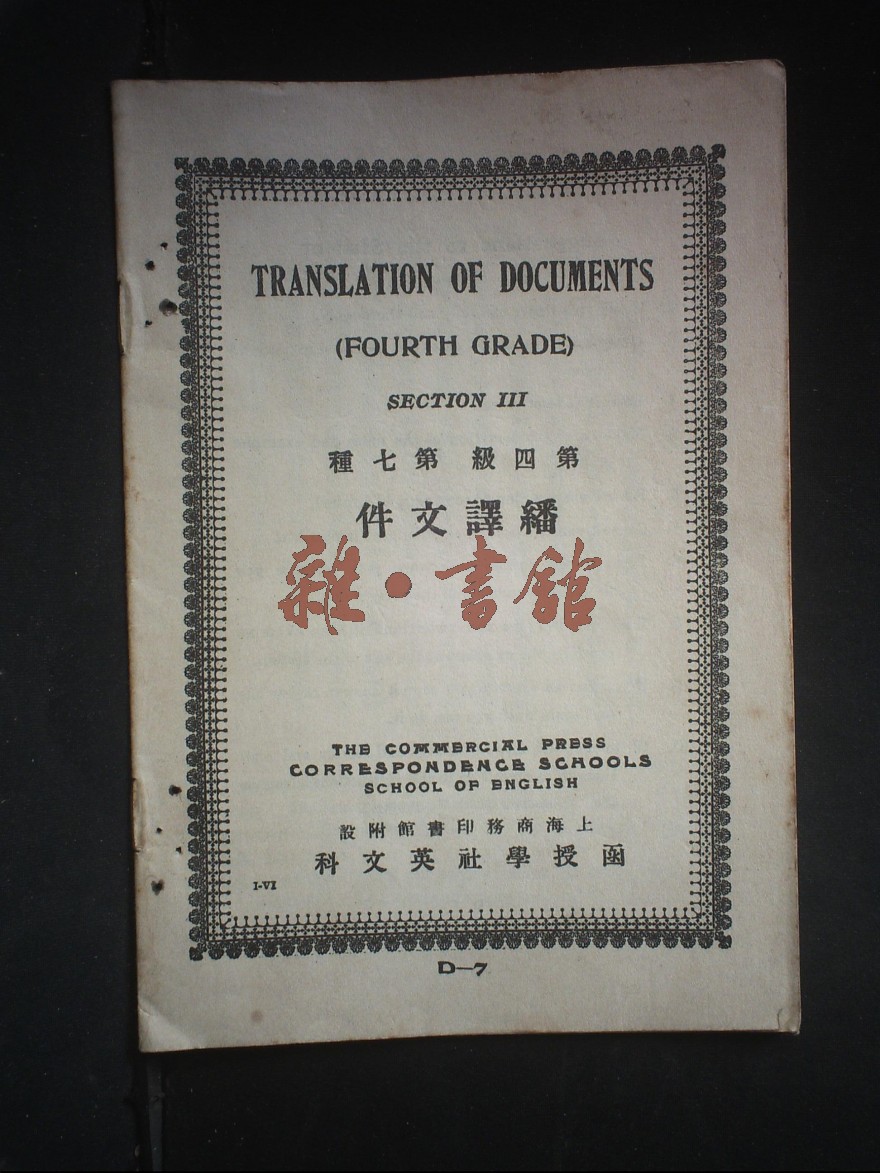 TRANSLATION OF DOCUMENTS
(FOURTH GRADE)
SECTION III
第四級 第七種
繙譯文件
雜·書館
THE COMMERCIAL PRESS
CORRESPONDENCE SCHOOLS
SCHOOL OF ENGLISH
上海商務印書館附設
函授學社英文科
I-VI
D—7